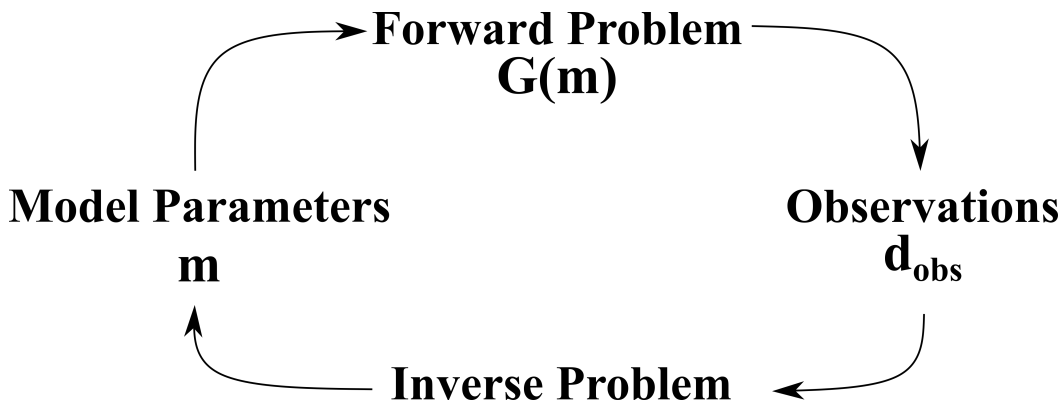 Forward Problem
G(m)
Model Parameters
m
Observations
d_obs
Inverse Problem